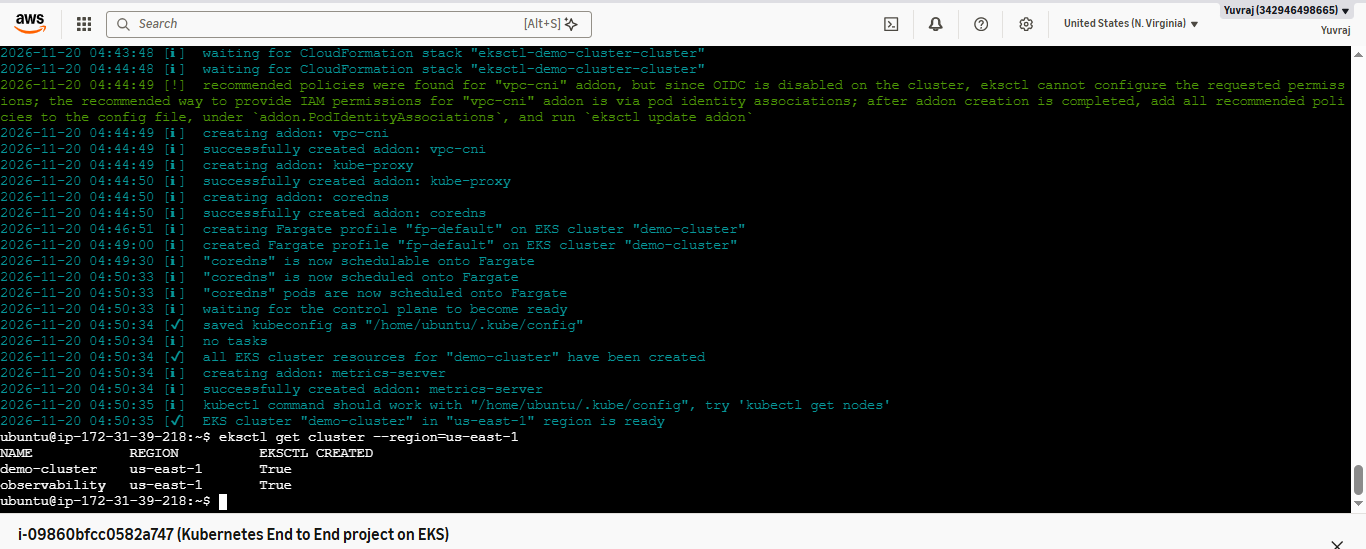 aws
Search
[Alt+S]
United States (N. Virginia)
Yuvraj (342946498665)
Yuvraj
2026-11-20 04:43:48 [ℹ]  waiting for CloudFormation stack "eksctl-demo-cluster-cluster"
2026-11-20 04:44:48 [ℹ]  waiting for CloudFormation stack "eksctl-demo-cluster-cluster"
2026-11-20 04:44:49 [!]  recommended policies were found for "vpc-cni" addon, but since OIDC is disabled on the cluster, eksctl cannot configure the requested permiss
ions; the recommended way to provide IAM permissions for "vpc-cni" addon is via pod identity associations; after addon creation is completed, add all recommended poli
cies to the config file, under `addon.PodIdentityAssociations`, and run `eksctl update addon`
2026-11-20 04:44:49 [ℹ]  creating addon: vpc-cni
2026-11-20 04:44:49 [ℹ]  successfully created addon: vpc-cni
2026-11-20 04:44:49 [ℹ]  creating addon: kube-proxy
2026-11-20 04:44:50 [ℹ]  successfully created addon: kube-proxy
2026-11-20 04:44:50 [ℹ]  creating addon: coredns
2026-11-20 04:44:50 [ℹ]  successfully created addon: coredns
2026-11-20 04:46:51 [ℹ]  creating Fargate profile "fp-default" on EKS cluster "demo-cluster"
2026-11-20 04:49:00 [ℹ]  created Fargate profile "fp-default" on EKS cluster "demo-cluster"
2026-11-20 04:49:30 [ℹ]  "coredns" is now schedulable onto Fargate
2026-11-20 04:50:33 [ℹ]  "coredns" is now scheduled onto Fargate
2026-11-20 04:50:33 [ℹ]  "coredns" pods are now scheduled onto Fargate
2026-11-20 04:50:33 [ℹ]  waiting for the control plane to become ready
2026-11-20 04:50:34 [✔]  saved kubeconfig as "/home/ubuntu/.kube/config"
2026-11-20 04:50:34 [ℹ]  no tasks
2026-11-20 04:50:34 [✔]  all EKS cluster resources for "demo-cluster" have been created
2026-11-20 04:50:34 [ℹ]  creating addon: metrics-server
2026-11-20 04:50:34 [ℹ]  successfully created addon: metrics-server
2026-11-20 04:50:35 [ℹ]  kubectl command should work with "/home/ubuntu/.kube/config", try 'kubectl get nodes'
2026-11-20 04:50:35 [✔]  EKS cluster "demo-cluster" in "us-east-1" region is ready
ubuntu@ip-172-31-39-218:~$ eksctl get cluster --region=us-east-1
NAME            REGION          EKSCTL CREATED
demo-cluster    us-east-1       True
observability   us-east-1       True
ubuntu@ip-172-31-39-218:~$
i-09860bfcc0582a747 (Kubernetes End to End project on EKS)